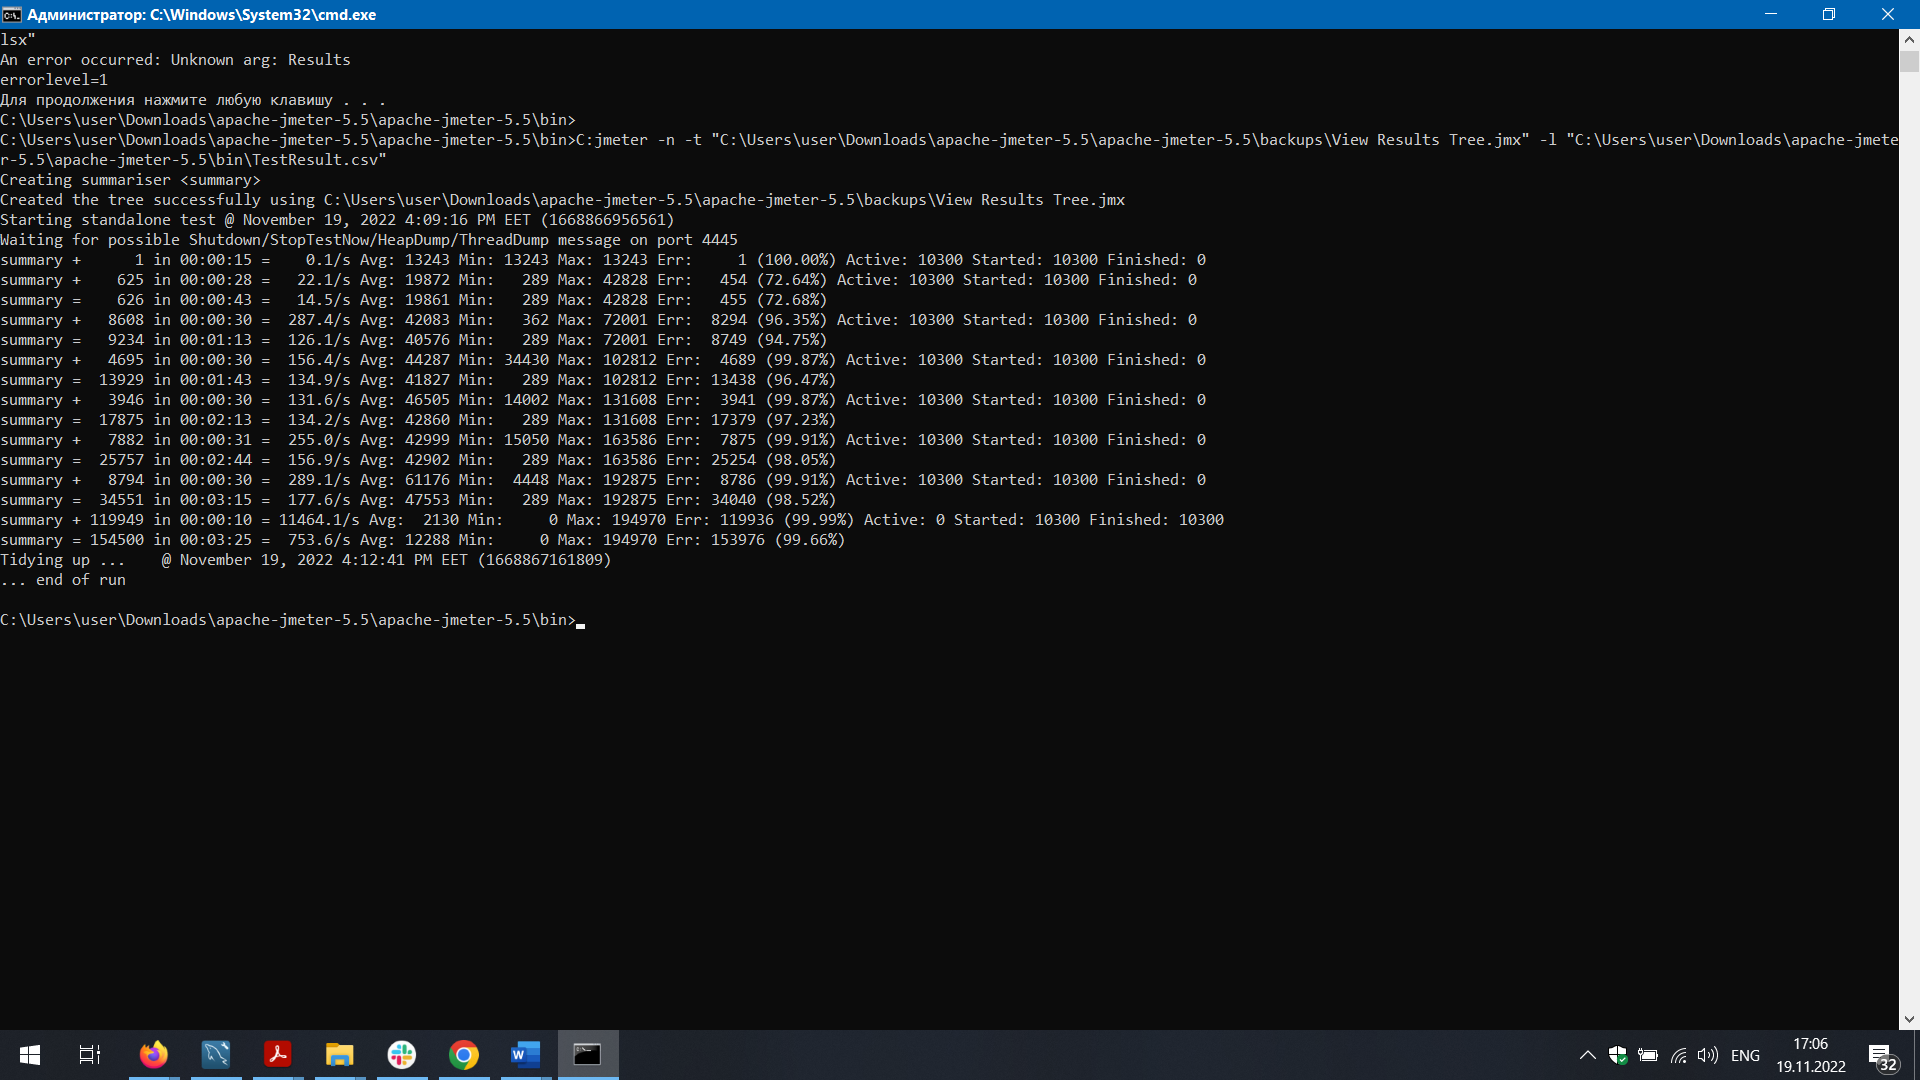 Администратор: C:\Windows\System32\cmd.exe
lsx"
An error occurred: Unknown arg: Results
errorlevel=1
Для продолжения нажмите любую клавишу . . .
C:\Users\user\Downloads\apache-jmeter-5.5\apache-jmeter-5.5\bin>
C:\Users\user\Downloads\apache-jmeter-5.5\apache-jmeter-5.5\bin>C:jmeter -n -t "C:\Users\user\Downloads\apache-jmeter-5.5\apache-jmeter-5.5\backups\View Results Tree.jmx" -l "C:\Users\user\Downloads\apache-jmete
r-5.5\apache-jmeter-5.5\bin\TestResult.csv"
Creating summariser <summary>
Created the tree successfully using C:\Users\user\Downloads\apache-jmeter-5.5\apache-jmeter-5.5\backups\View Results Tree.jmx
Starting standalone test @ November 19, 2022 4:09:16 PM EET (1668866956561)
Waiting for possible Shutdown/StopTestNow/HeapDump/ThreadDump message on port 4445
summary +      1 in 00:00:15 =    0.1/s Avg: 13243 Min: 13243 Max: 13243 Err:     1 (100.00%) Active: 10300 Started: 10300 Finished: 0
summary +    625 in 00:00:28 =   22.1/s Avg: 19872 Min:   289 Max: 42828 Err:   454 (72.64%) Active: 10300 Started: 10300 Finished: 0
summary =    626 in 00:00:43 =   14.5/s Avg: 19861 Min:   289 Max: 42828 Err:   455 (72.68%)
summary +   8608 in 00:00:30 =  287.4/s Avg: 42083 Min:   362 Max: 72001 Err:  8294 (96.35%) Active: 10300 Started: 10300 Finished: 0
summary =   9234 in 00:01:13 =  126.1/s Avg: 40576 Min:   289 Max: 72001 Err:  8749 (94.75%)
summary +   4695 in 00:00:30 =  156.4/s Avg: 44287 Min: 34430 Max: 102812 Err:  4689 (99.87%) Active: 10300 Started: 10300 Finished: 0
summary =  13929 in 00:01:43 =  134.9/s Avg: 41827 Min:   289 Max: 102812 Err: 13438 (96.47%)
summary +   3946 in 00:00:30 =  131.6/s Avg: 46505 Min: 14002 Max: 131608 Err:  3941 (99.87%) Active: 10300 Started: 10300 Finished: 0
summary =  17875 in 00:02:13 =  134.2/s Avg: 42860 Min:   289 Max: 131608 Err: 17379 (97.23%)
summary +   7882 in 00:00:31 =  255.0/s Avg: 42999 Min: 15050 Max: 163586 Err:  7875 (99.91%) Active: 10300 Started: 10300 Finished: 0
summary =  25757 in 00:02:44 =  156.9/s Avg: 42902 Min:   289 Max: 163586 Err: 25254 (98.05%)
summary +   8794 in 00:00:30 =  289.1/s Avg: 61176 Min:  4448 Max: 192875 Err:  8786 (99.91%) Active: 10300 Started: 10300 Finished: 0
summary =  34551 in 00:03:15 =  177.6/s Avg: 47553 Min:   289 Max: 192875 Err: 34040 (98.52%)
summary + 119949 in 00:00:10 = 11464.1/s Avg:  2130 Min:     0 Max: 194970 Err: 119936 (99.99%) Active: 0 Started: 10300 Finished: 10300
summary = 154500 in 00:03:25 =  753.6/s Avg: 12288 Min:     0 Max: 194970 Err: 153976 (99.66%)
Tidying up ...    @ November 19, 2022 4:12:41 PM EET (1668867161809)
... end of run
C:\Users\user\Downloads\apache-jmeter-5.5\apache-jmeter-5.5\bin>
ENG
17:06
19.11.2022
32